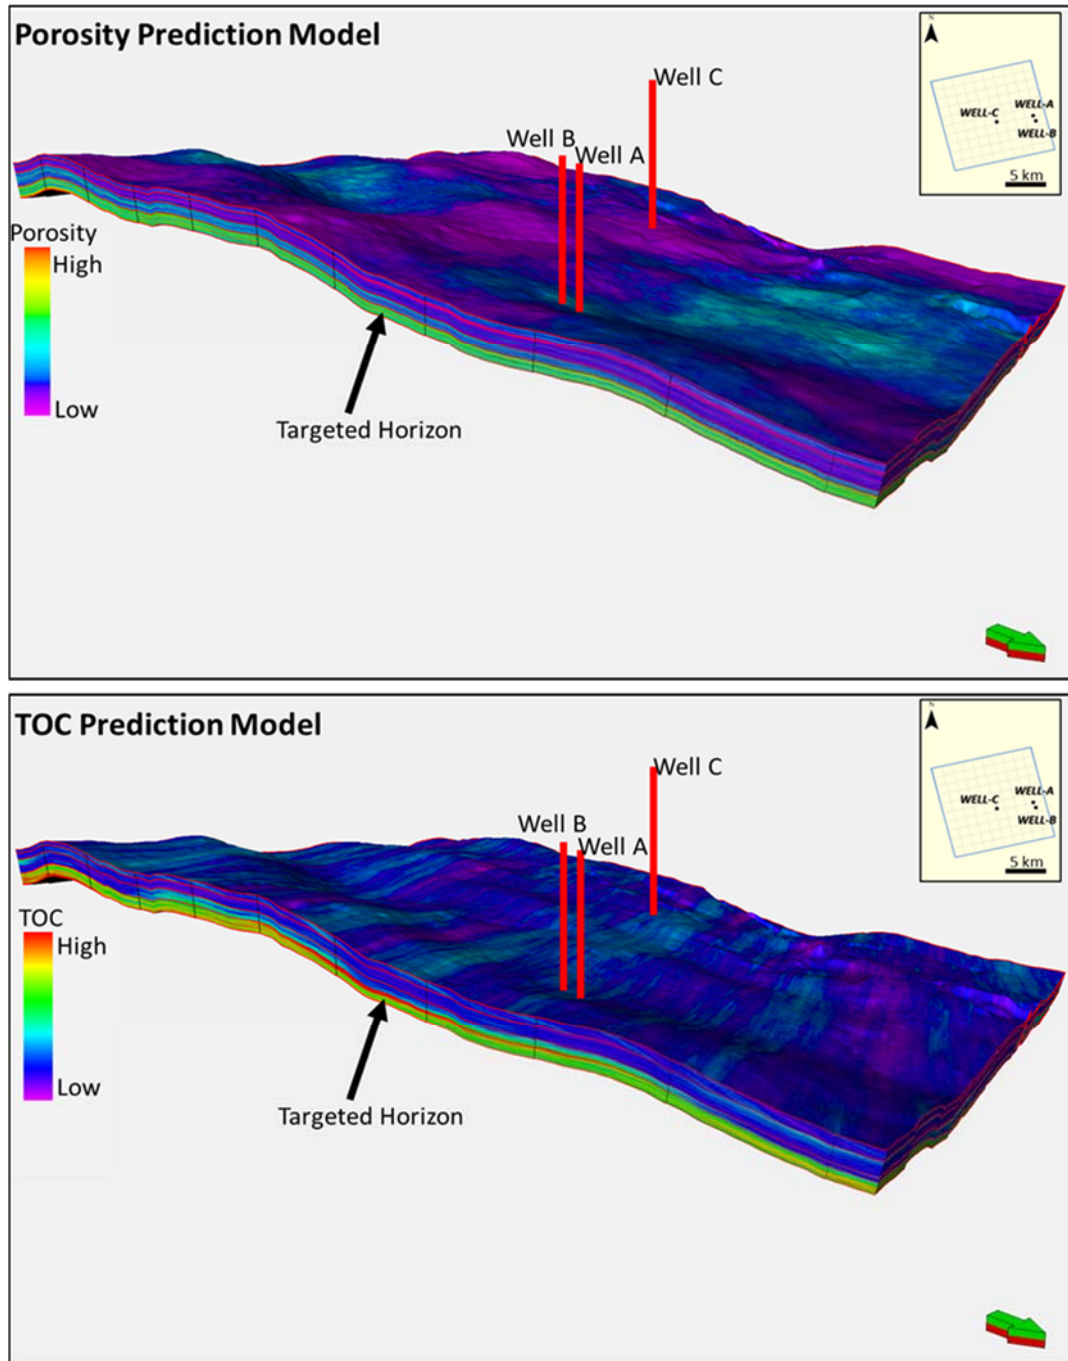 Porosity Prediction Model
N
WELL-C
WELL-A
WELL-B
5 km
Well C
Well B
Well A
Porosity
High
Low
Targeted Horizon
TOC Prediction Model
N
WELL-C
WELL-A
WELL-B
5 km
Well C
Well B
Well A
TOC
High
Low
Targeted Horizon